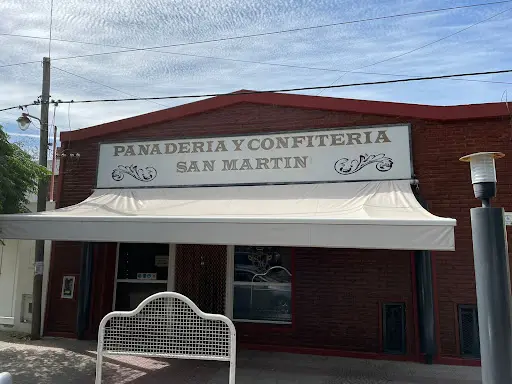 PANADERIA Y CONFITERIA
SAN MARTIN